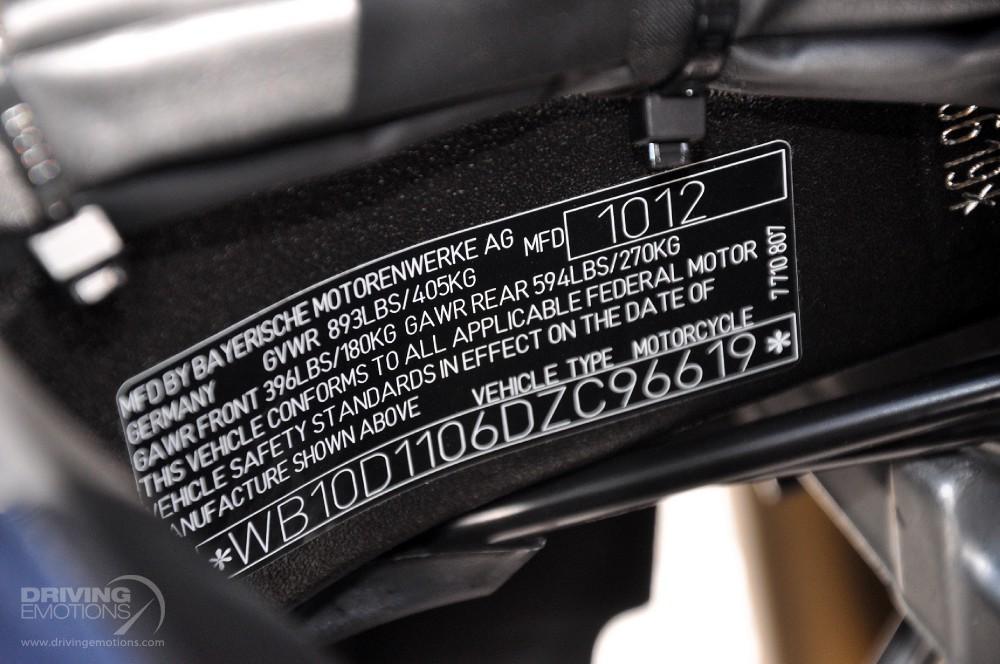 MFD BY BAYERISCHE MOTORENWERKE AG MFD 1012
GERMANY GVWR 893LBS/405KG
GAWR FRONT 396LBS/180KG GAWR REAR 594LBS/270KG
THIS VEHICLE CONFORMS TO ALL APPLICABLE FEDERAL MOTOR
VEHICLE SAFETY STANDARDS IN EFFECT ON THE DATE OF
MANUFACTURE SHOWN ABOVE VEHICLE TYPE MOTORCYCLE
*WB10D1106DZC96619*
7 710 807
DRIVING
EMOTIONS
www.drivingemotions.com